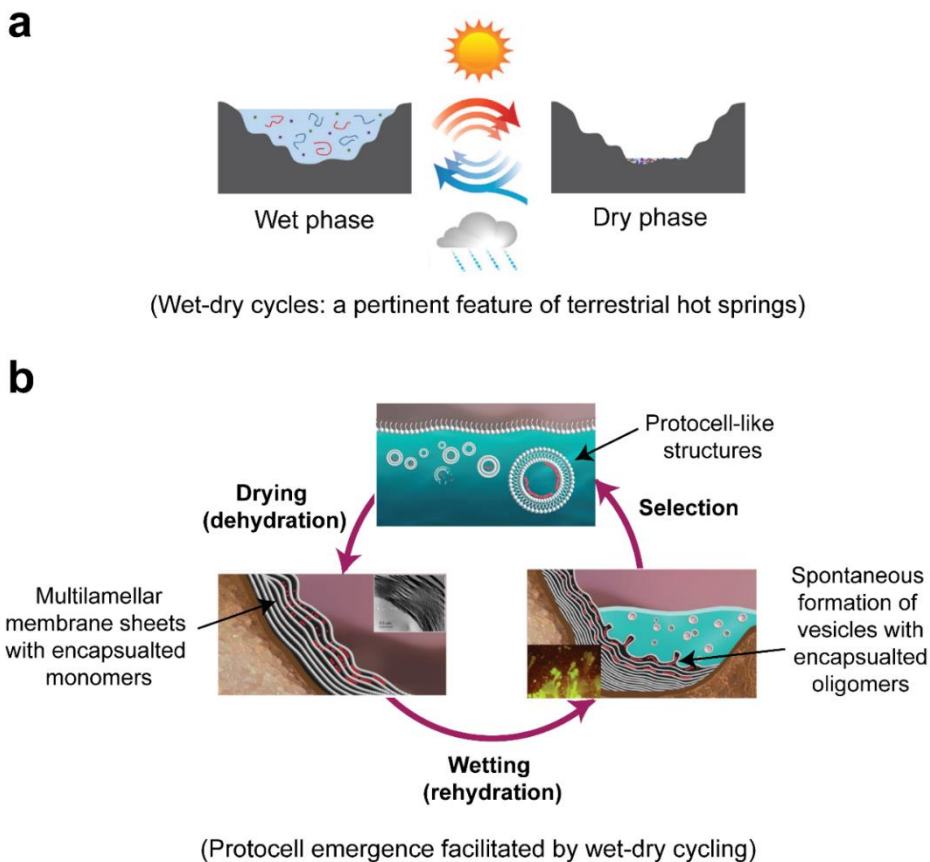 a
Wet phase
Dry phase
(Wet-dry cycles: a pertinent feature of terrestrial hot springs)
b
Protocell-like
structures
Drying
(dehydration)
Selection
Multilamellar
membrane sheets
with encapsualted
monomers
Spontaneous
formation of
vesicles with
encapsualted
oligomers
Wetting
(rehydration)
(Protocell emergence facilitated by wet-dry cycling)